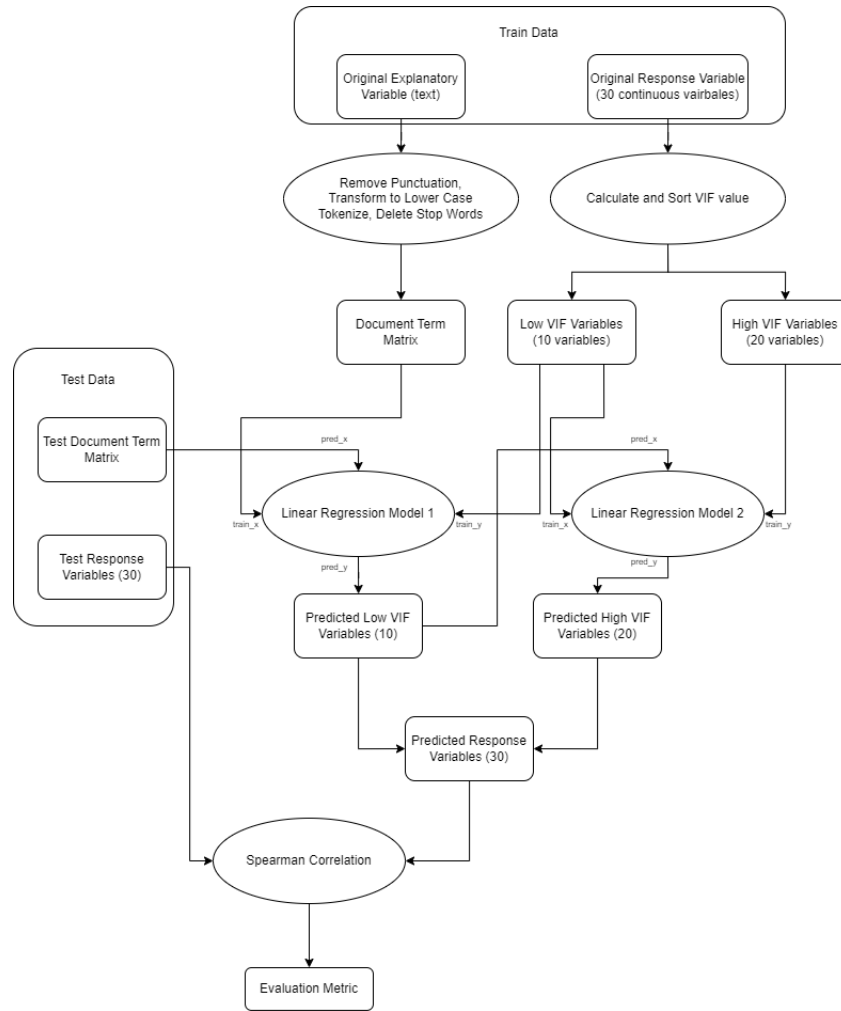 Train Data
Original Explanatory
Variable (text)
Original Response Variable
(30 continuous vairbales)
Remove Punctuation,
Transform to Lower Case
Tokenize, Delete Stop Words
Calculate and Sort VIF value
Document Term
Matrix
Low VIF Variables
(10 variables)
High VIF Variables
(20 variables)
Test Data
Test Document Term
Matrix
pred_x
pred_x
Linear Regression Model 1
Linear Regression Model 2
train_x
train_y
train_x
train_y
Test Response
Variables (30)
pred_y
pred_y
Predicted Low VIF
Variables (10)
Predicted High VIF
Variables (20)
Predicted Response
Variables (30)
Spearman Correlation
Evaluation Metric